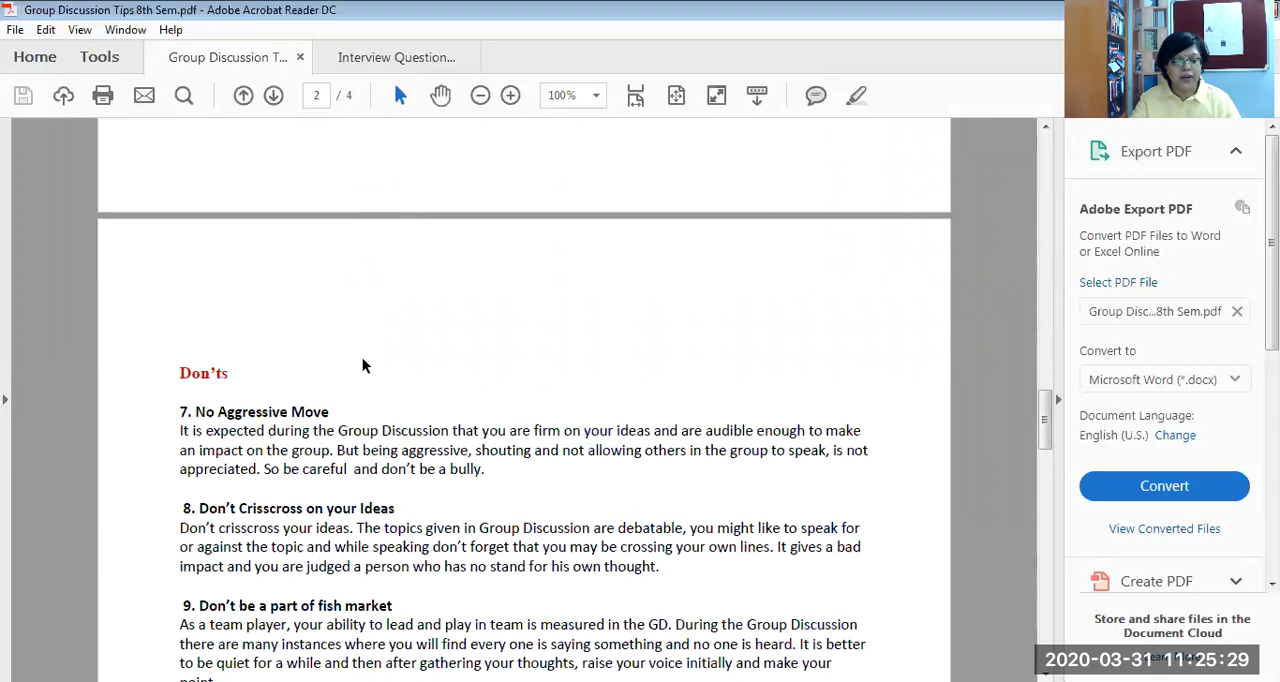 Group Discussion Tips 8th Sem.pdf - Adobe Acrobat Reader DC
File Edit View Window Help
Home Tools Group Discussion T... × Interview Question...
2 / 4 100%
Export PDF
Adobe Export PDF
Convert PDF Files to Word
or Excel Online
Select PDF File
Group Disc...8th Sem.pdf ×
Convert to
Microsoft Word (*.docx)
Document Language:
English (U.S.) Change
Convert
View Converted Files
Create PDF
Store and share files in the
Document Cloud
Don’ts
7. No Aggressive Move
It is expected during the Group Discussion that you are firm on your ideas and are audible enough to make
an impact on the group. But being aggressive, shouting and not allowing others in the group to speak, is not
appreciated. So be careful and don’t be a bully.
8. Don’t Crisscross on your Ideas
Don’t crisscross your ideas. The topics given in Group Discussion are debatable, you might like to speak for
or against the topic and while speaking don’t forget that you may be crossing your own lines. It gives a bad
impact and you are judged a person who has no stand for his own thought.
9. Don’t be a part of fish market
As a team player, your ability to lead and play in team is measured in the GD. During the Group Discussion
there are many instances where you will find every one is saying something and no one is heard. It is better
to be quiet for a while and then after gathering your thoughts, raise your voice initially and make your
point.
2020-03-31 11:25:29